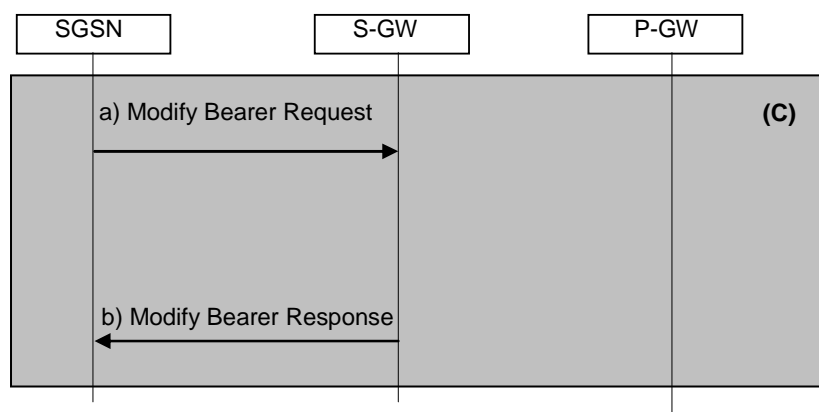 SGSN
S-GW
P-GW
a) Modify Bearer Request
(C)
b) Modify Bearer Response